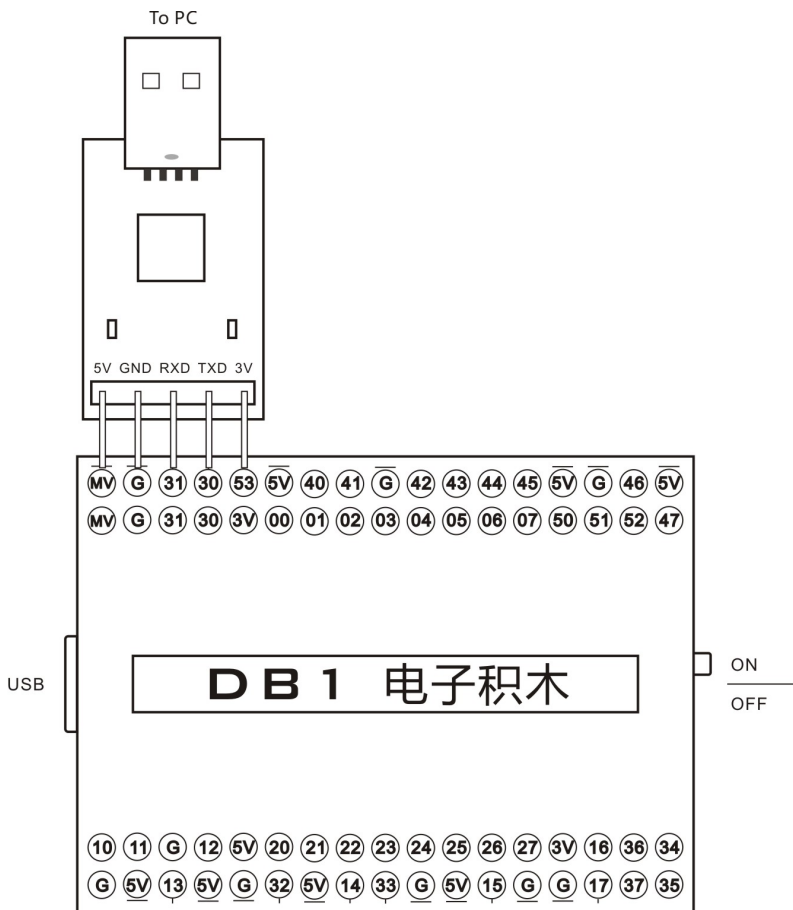 To PC
5V GND RXD TXD 3V
MV G 31 30 53 5V 40 41 G 42 43 44 45 5V G 46 5V
MV G 31 30 3V 00 01 02 03 04 05 06 07 50 51 52 47
USB
DB1 电子积木
ON
OFF
10 11 G 12 5V 20 21 22 23 24 25 26 27 3V 16 36 34
G 5V 13 5V G 32 5V 14 33 G 5V 15 G G 17 37 35